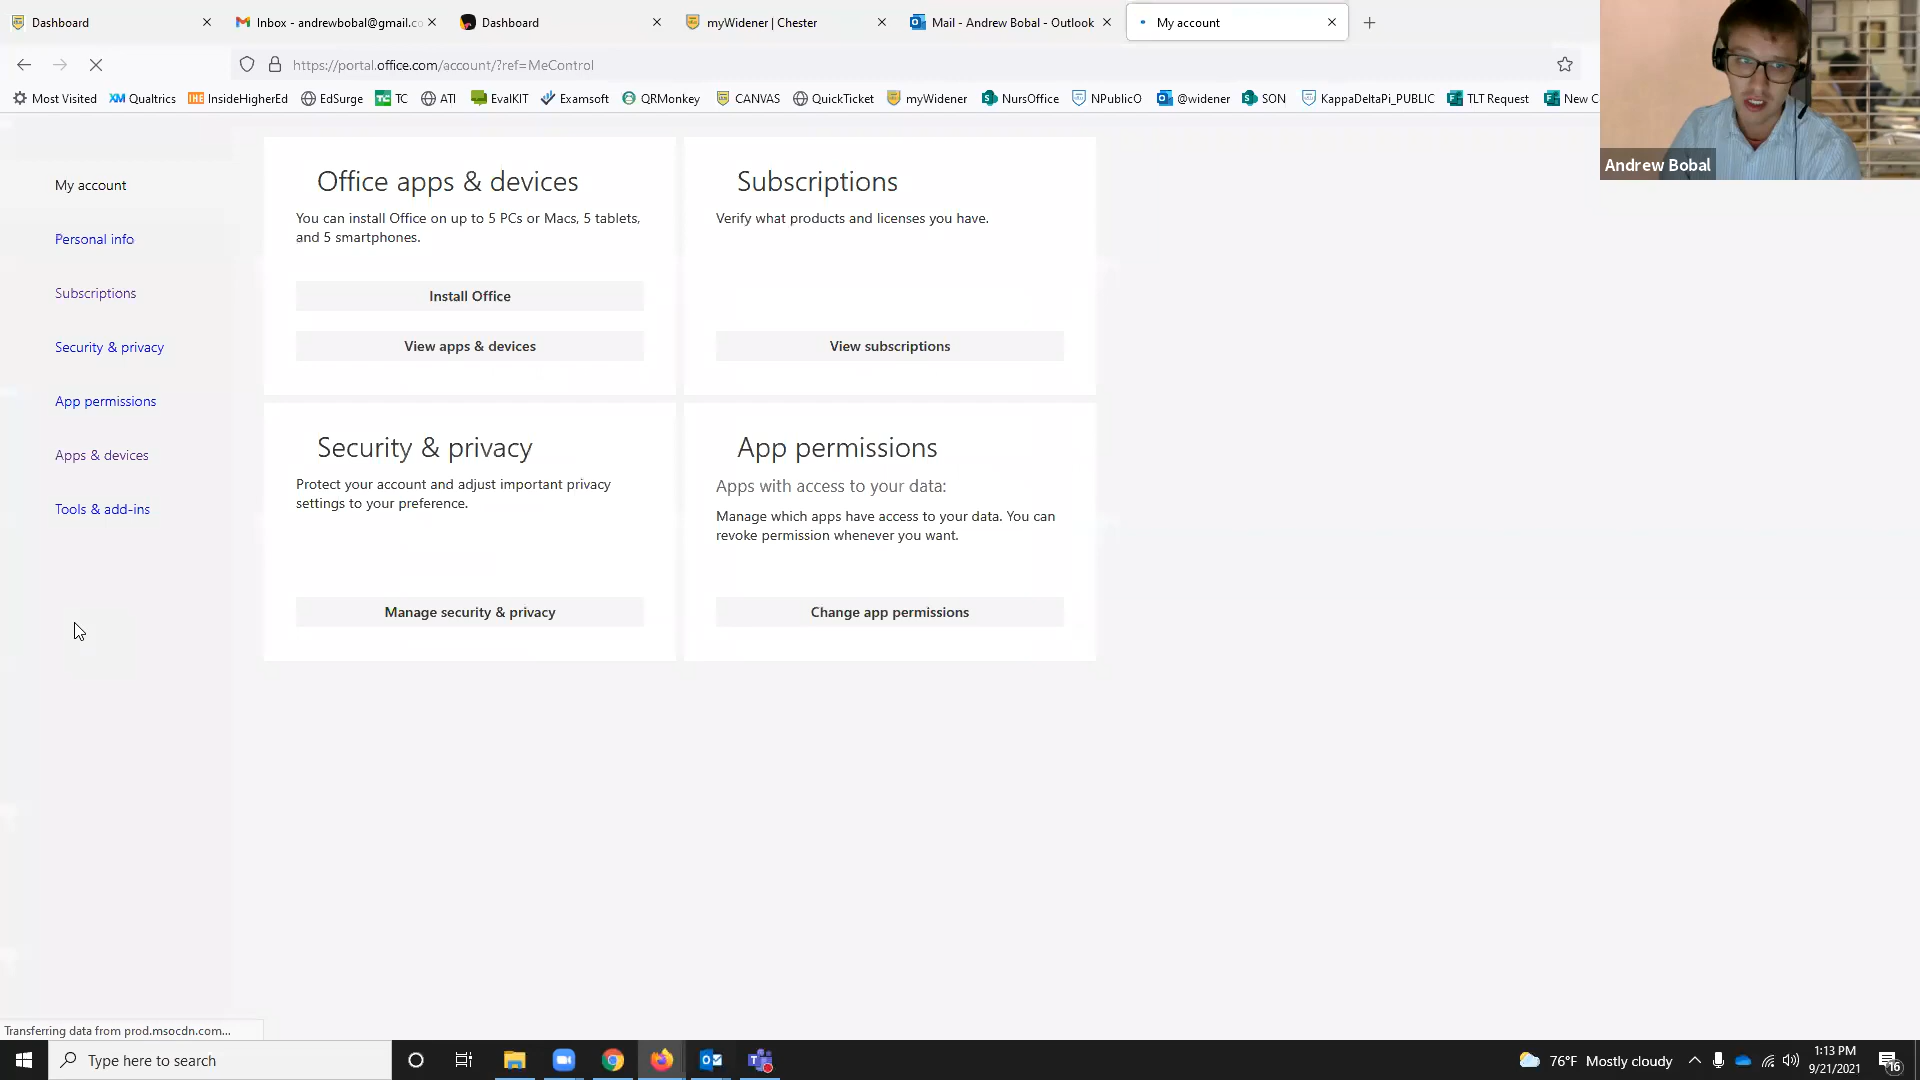 Dashboard
Inbox - andrewbobal@gmail.co
Dashboard
myWidener | Chester
Mail - Andrew Bobal - Outlook
My account
https://portal.office.com/account/?ref=MeControl
Most Visited
Qualtrics
InsideHigherEd
EdSurge
TC
ATI
EvalKIT
Examsoft
QRMonkey
CANVAS
QuickTicket
myWidener
NursOffice
NPublicO
@widener
SON
KappaDeltaPi_PUBLIC
TLT Request
New C
Andrew Bobal
My account
Personal info
Subscriptions
Security & privacy
App permissions
Apps & devices
Tools & add-ins
Office apps & devices
You can install Office on up to 5 PCs or Macs, 5 tablets,
and 5 smartphones.
Install Office
View apps & devices
Subscriptions
Verify what products and licenses you have.
View subscriptions
Security & privacy
Protect your account and adjust important privacy
settings to your preference.
Manage security & privacy
App permissions
Apps with access to your data:
Manage which apps have access to your data. You can
revoke permission whenever you want.
Change app permissions
Transferring data from prod.msocdn.com...
Type here to search
76°F Mostly cloudy
1:13 PM
9/21/2021
16